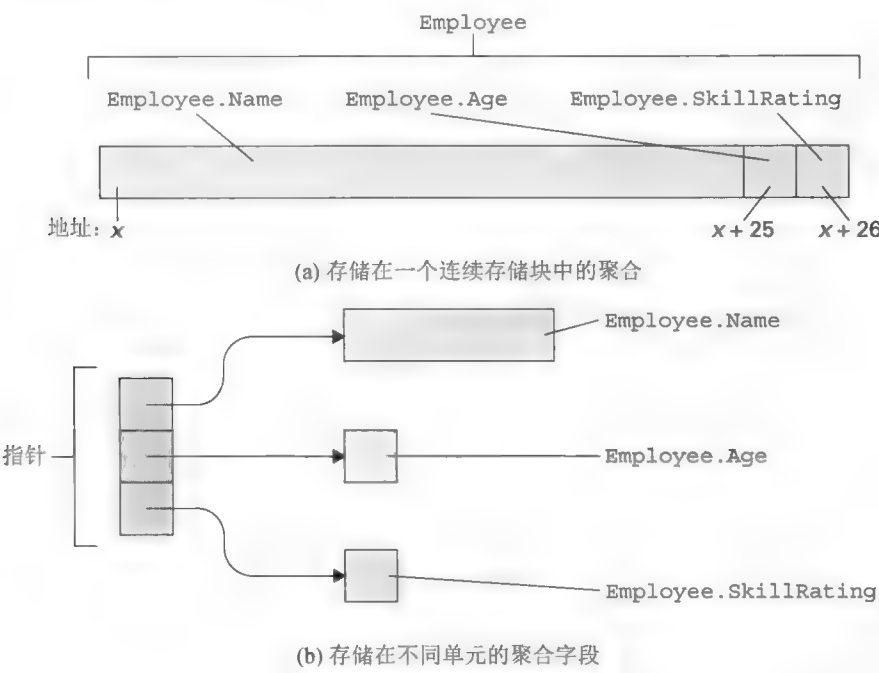 Employee
Employee.Name
Employee.Age
Employee.SkillRating
地址: x
x + 25
x + 26
(a) 存储在一个连续存储块中的聚合
Employee.Name
指针
Employee.Age
Employee.SkillRating
(b) 存储在不同单元的聚合字段